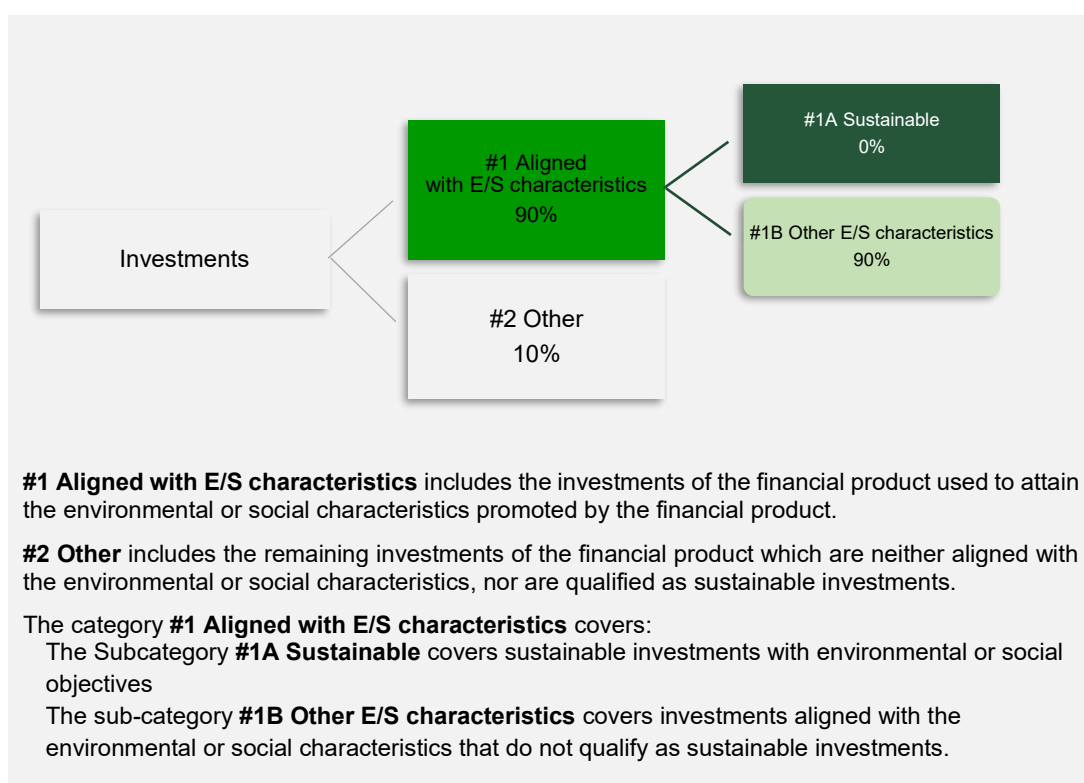 #1A Sustainable
0%
#1 Aligned
with E/S characteristics
90%
#1B Other E/S characteristics
90%
Investments
#2 Other
10%
#1 Aligned with E/S characteristics includes the investments of the financial product used to attain
the environmental or social characteristics promoted by the financial product.
#2 Other includes the remaining investments of the financial product which are neither aligned with
the environmental or social characteristics, nor are qualified as sustainable investments.
The category #1 Aligned with E/S characteristics covers:
The Subcategory #1A Sustainable covers sustainable investments with environmental or social
objectives
The sub-category #1B Other E/S characteristics covers investments aligned with the
environmental or social characteristics that do not qualify as sustainable investments.